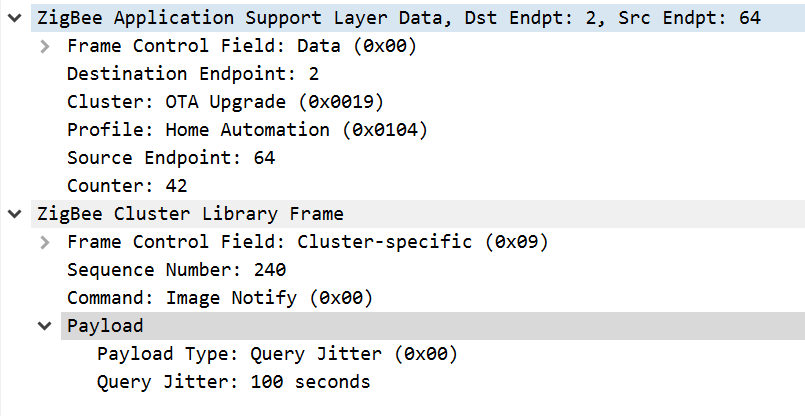 ZigBee Application Support Layer Data, Dst Endpt: 2, Src Endpt: 64
Frame Control Field: Data (0x00)
Destination Endpoint: 2
Cluster: OTA Upgrade (0x0019)
Profile: Home Automation (0x0104)
Source Endpoint: 64
Counter: 42
ZigBee Cluster Library Frame
Frame Control Field: Cluster-specific (0x09)
Sequence Number: 240
Command: Image Notify (0x00)
Payload
Payload Type: Query Jitter (0x00)
Query Jitter: 100 seconds